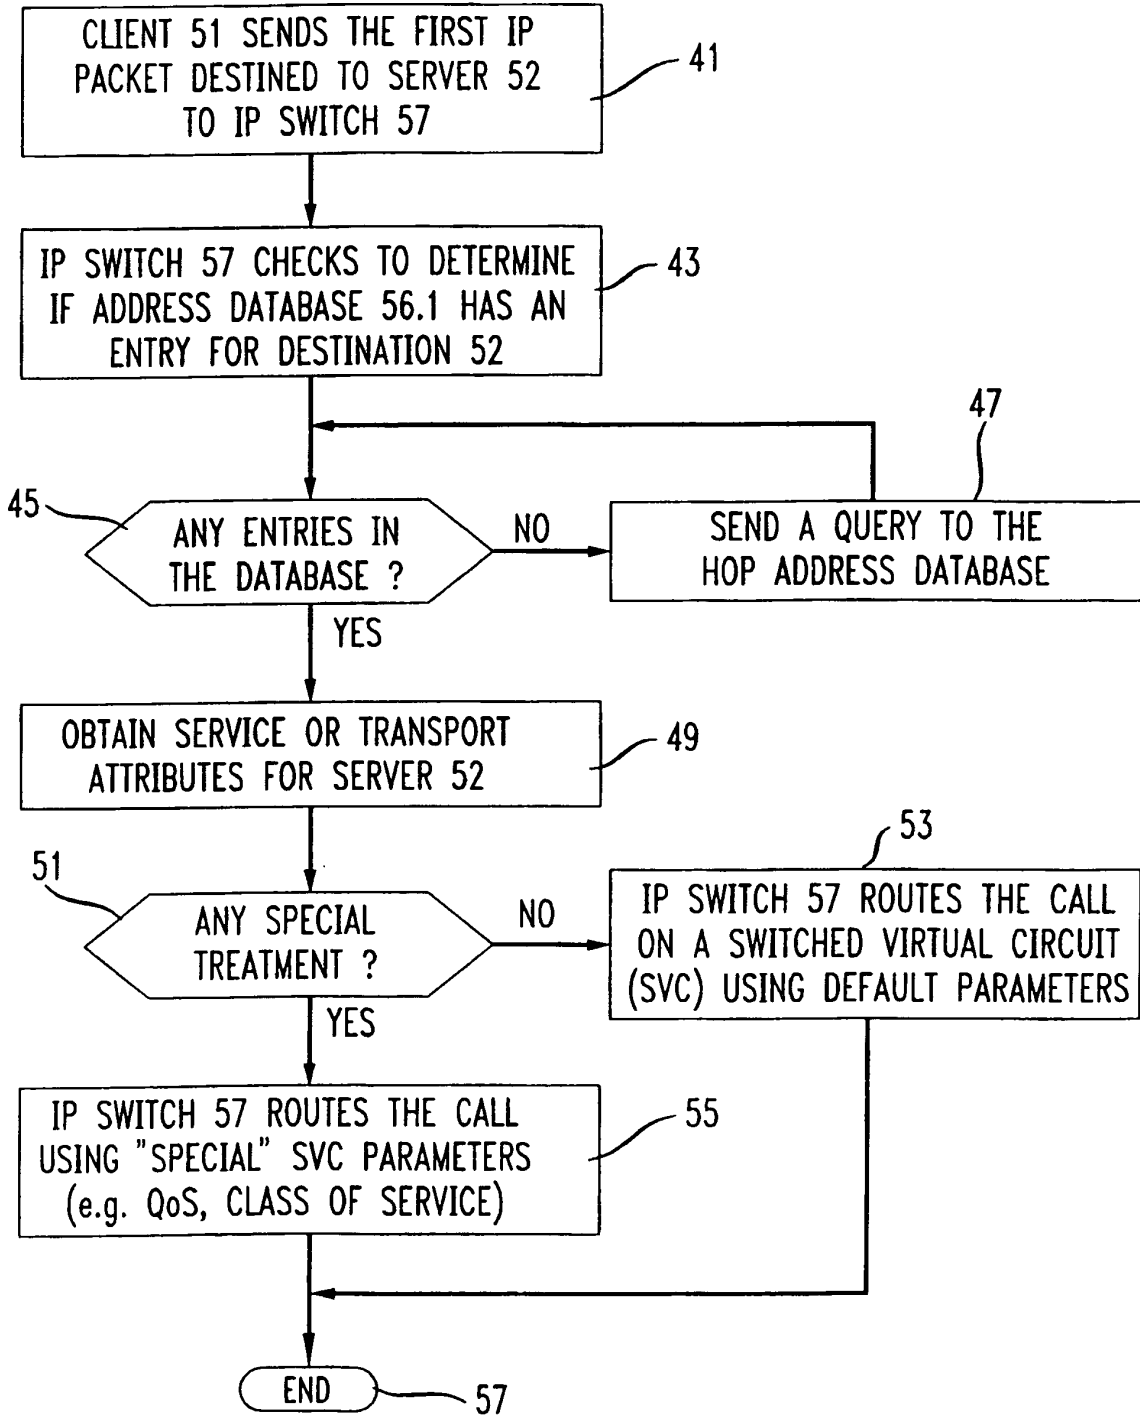 CLIENT 51 SENDS THE FIRST IP
PACKET DESTINED TO SERVER 52
TO IP SWITCH 57
41
IP SWITCH 57 CHECKS TO DETERMINE
IF ADDRESS DATABASE 56.1 HAS AN
ENTRY FOR DESTINATION 52
43
47
45
ANY ENTRIES IN
THE DATABASE ?
NO
SEND A QUERY TO THE
HOP ADDRESS DATABASE
YES
OBTAIN SERVICE OR TRANSPORT
ATTRIBUTES FOR SERVER 52
49
51
ANY SPECIAL
TREATMENT ?
NO
53
IP SWITCH 57 ROUTES THE CALL
ON A SWITCHED VIRTUAL CIRCUIT
(SVC) USING DEFAULT PARAMETERS
YES
IP SWITCH 57 ROUTES THE CALL
USING "SPECIAL" SVC PARAMETERS
(e.g. QoS, CLASS OF SERVICE)
55
END
57